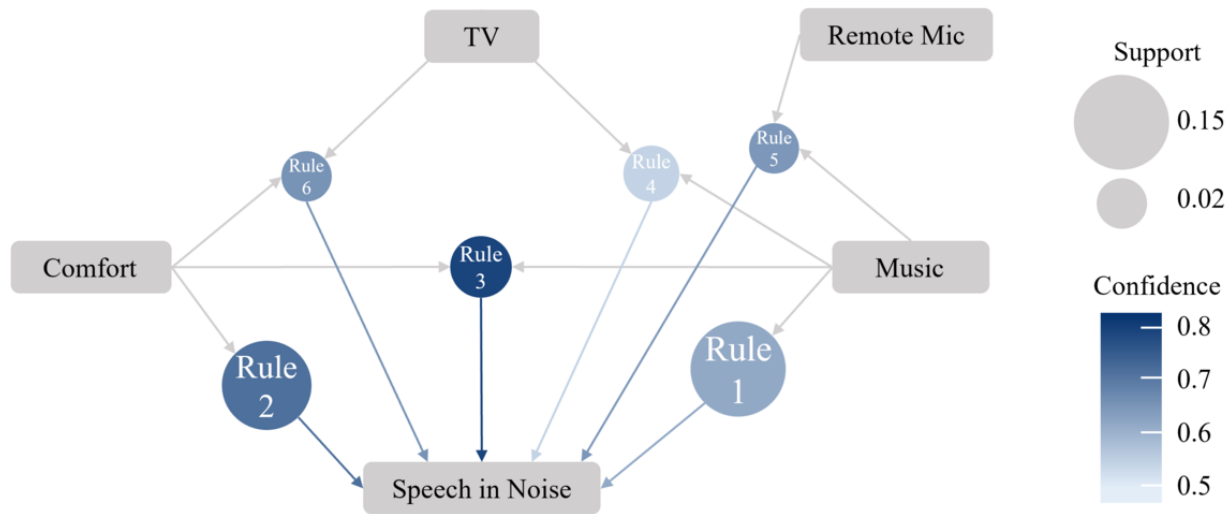 TV
Remote Mic
Support
0.15
0.02
Rule
6
Rule
4
Rule
5
Comfort
Rule
3
Music
Confidence
0.8
0.7
0.6
0.5
Rule
2
Rule
1
Speech in Noise